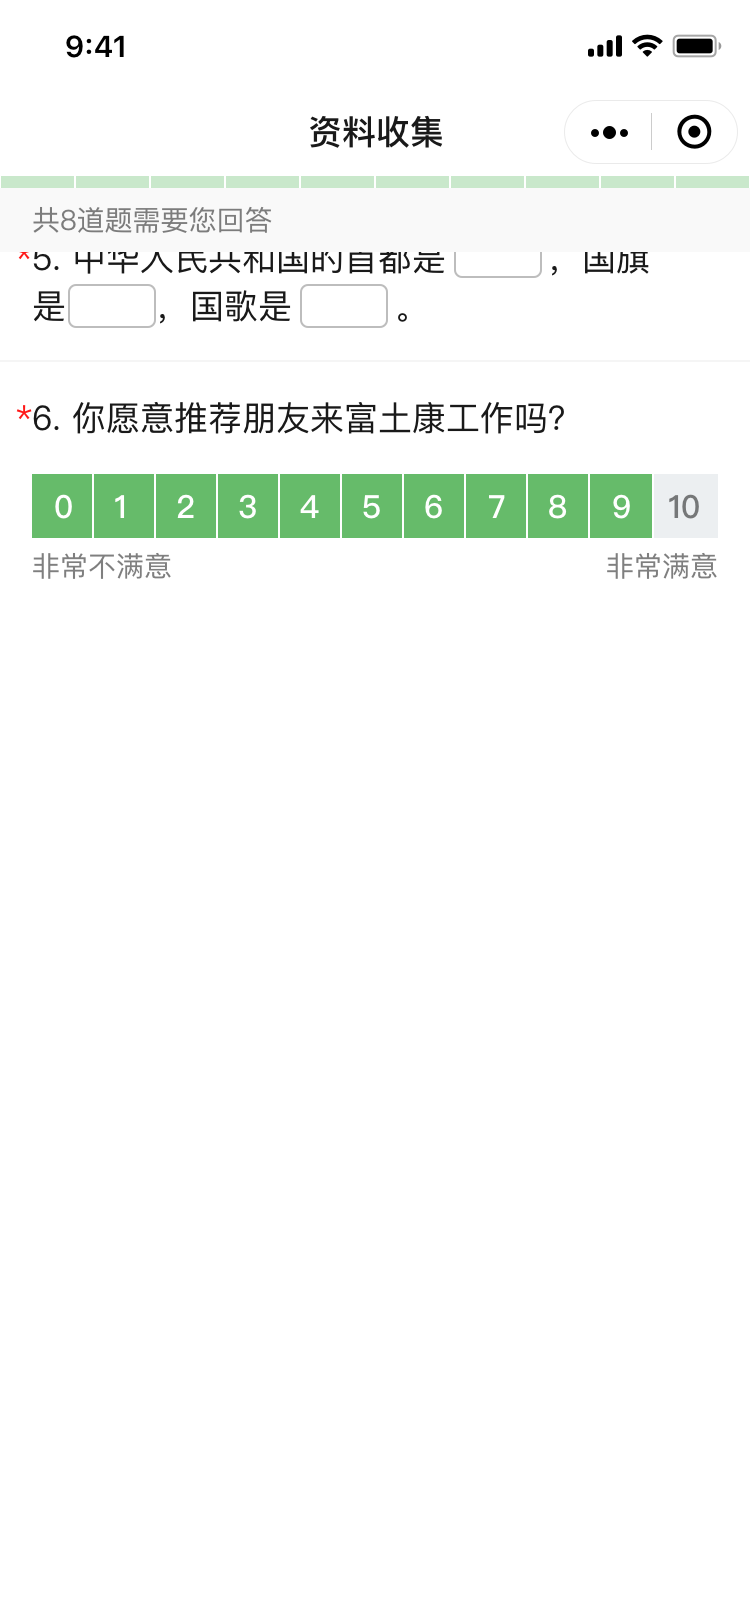 9:41
资料收集
共8道题需要您回答
*5. 中华人民共和国的首都是，国旗
是，国歌是。
*6. 你愿意推荐朋友来富土康工作吗?
0 1 2 3 4 5 6 7 8 9 10
非常不满意 非常满意